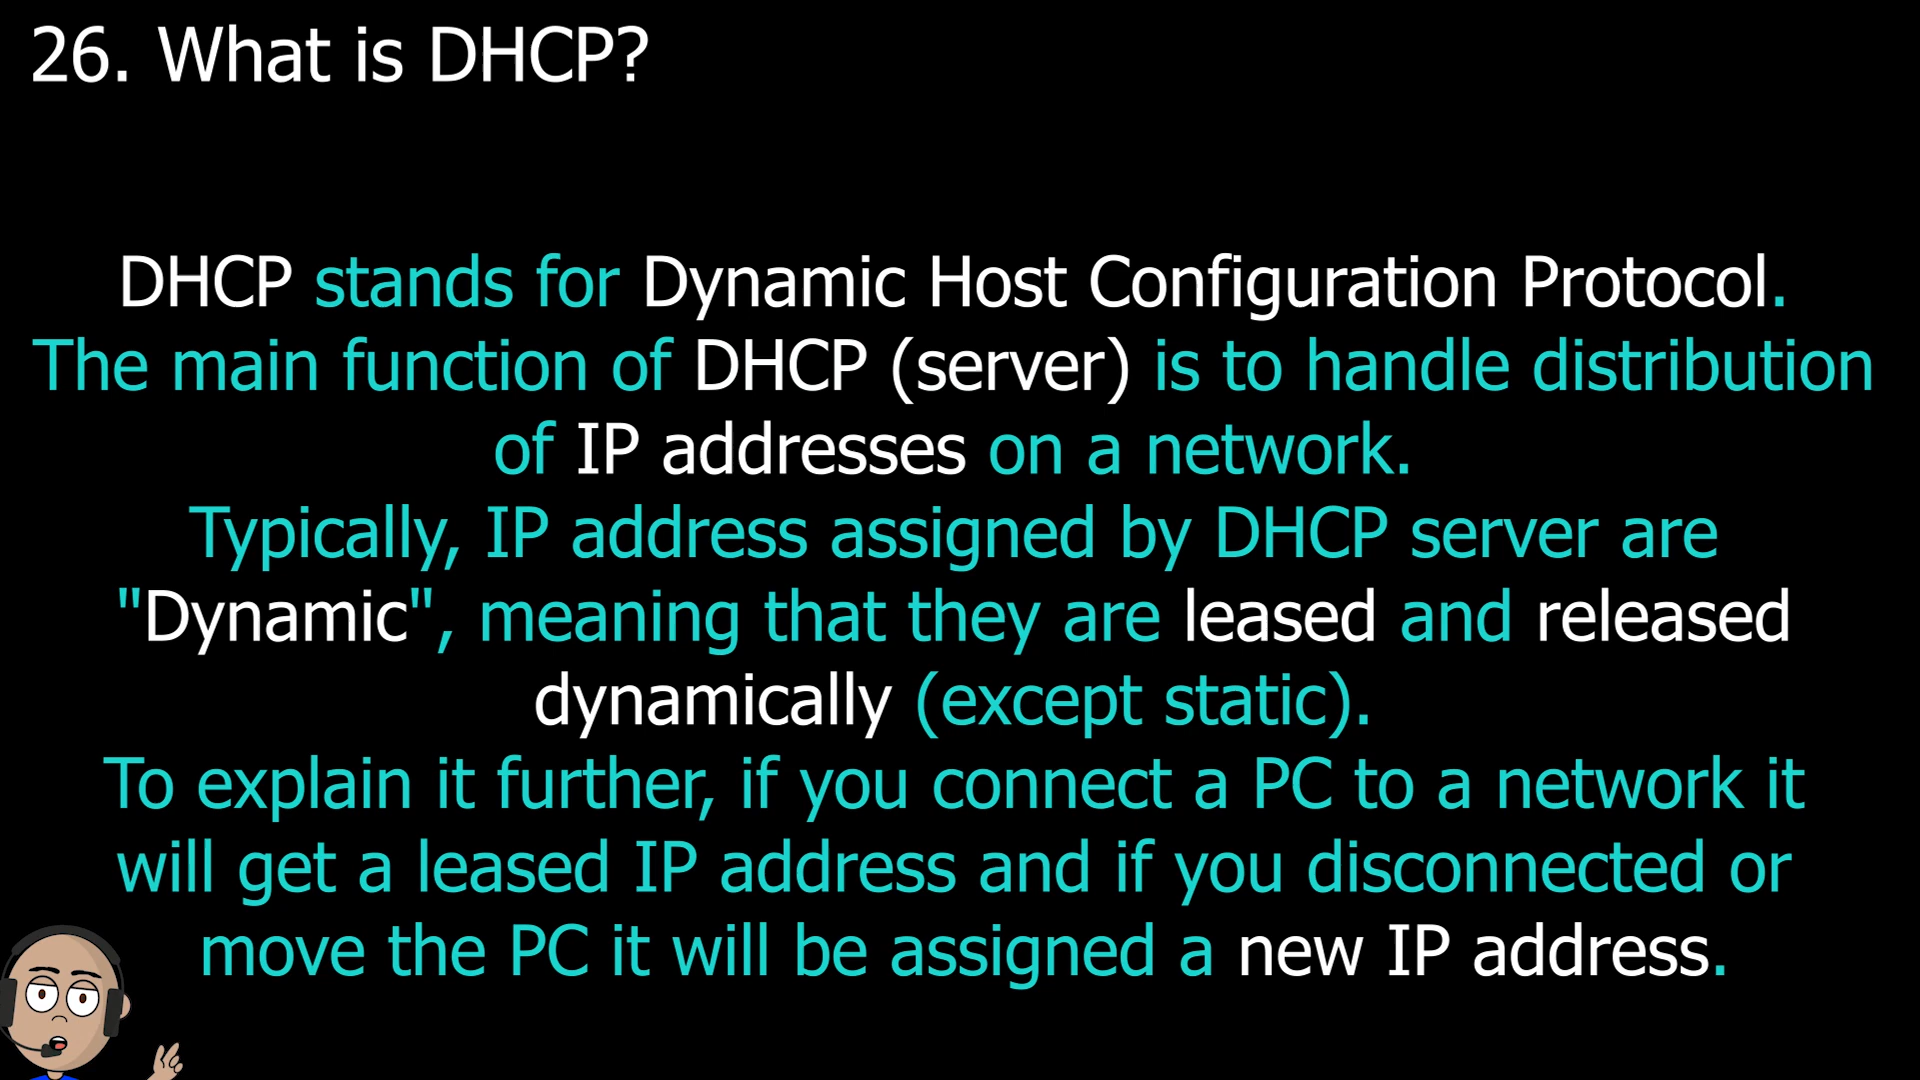 26. What is DHCP?
DHCP stands for Dynamic Host Configuration Protocol.
The main function of DHCP (server) is to handle distribution
of IP addresses on a network.
Typically, IP address assigned by DHCP server are
"Dynamic", meaning that they are leased and released
dynamically (except static).
To explain it further, if you connect a PC to a network it
will get a leased IP address and if you disconnected or
move the PC it will be assigned a new IP address.